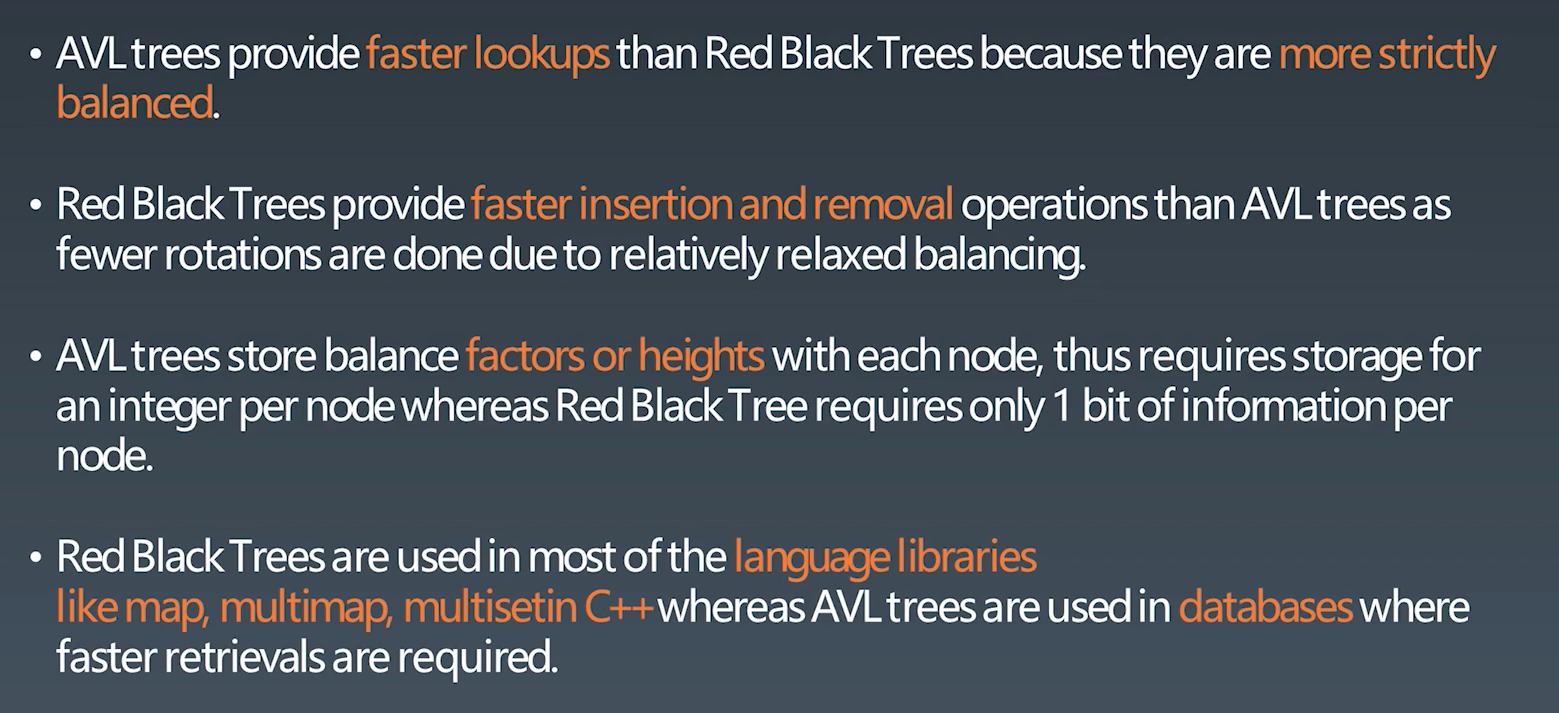 • AVL trees provide faster lookups than Red Black Trees because they are more strictly
balanced.
• Red Black Trees provide faster insertion and removal operations than AVL trees as
fewer rotations are done due to relatively relaxed balancing.
• AVL trees store balance factors or heights with each node, thus requires storage for
an integer per node whereas Red Black Tree requires only 1 bit of information per
node.
• Red Black Trees are used in most of the language libraries
like map, multimap, multisetin C++ whereas AVL trees are used in databases where
faster retrievals are required.